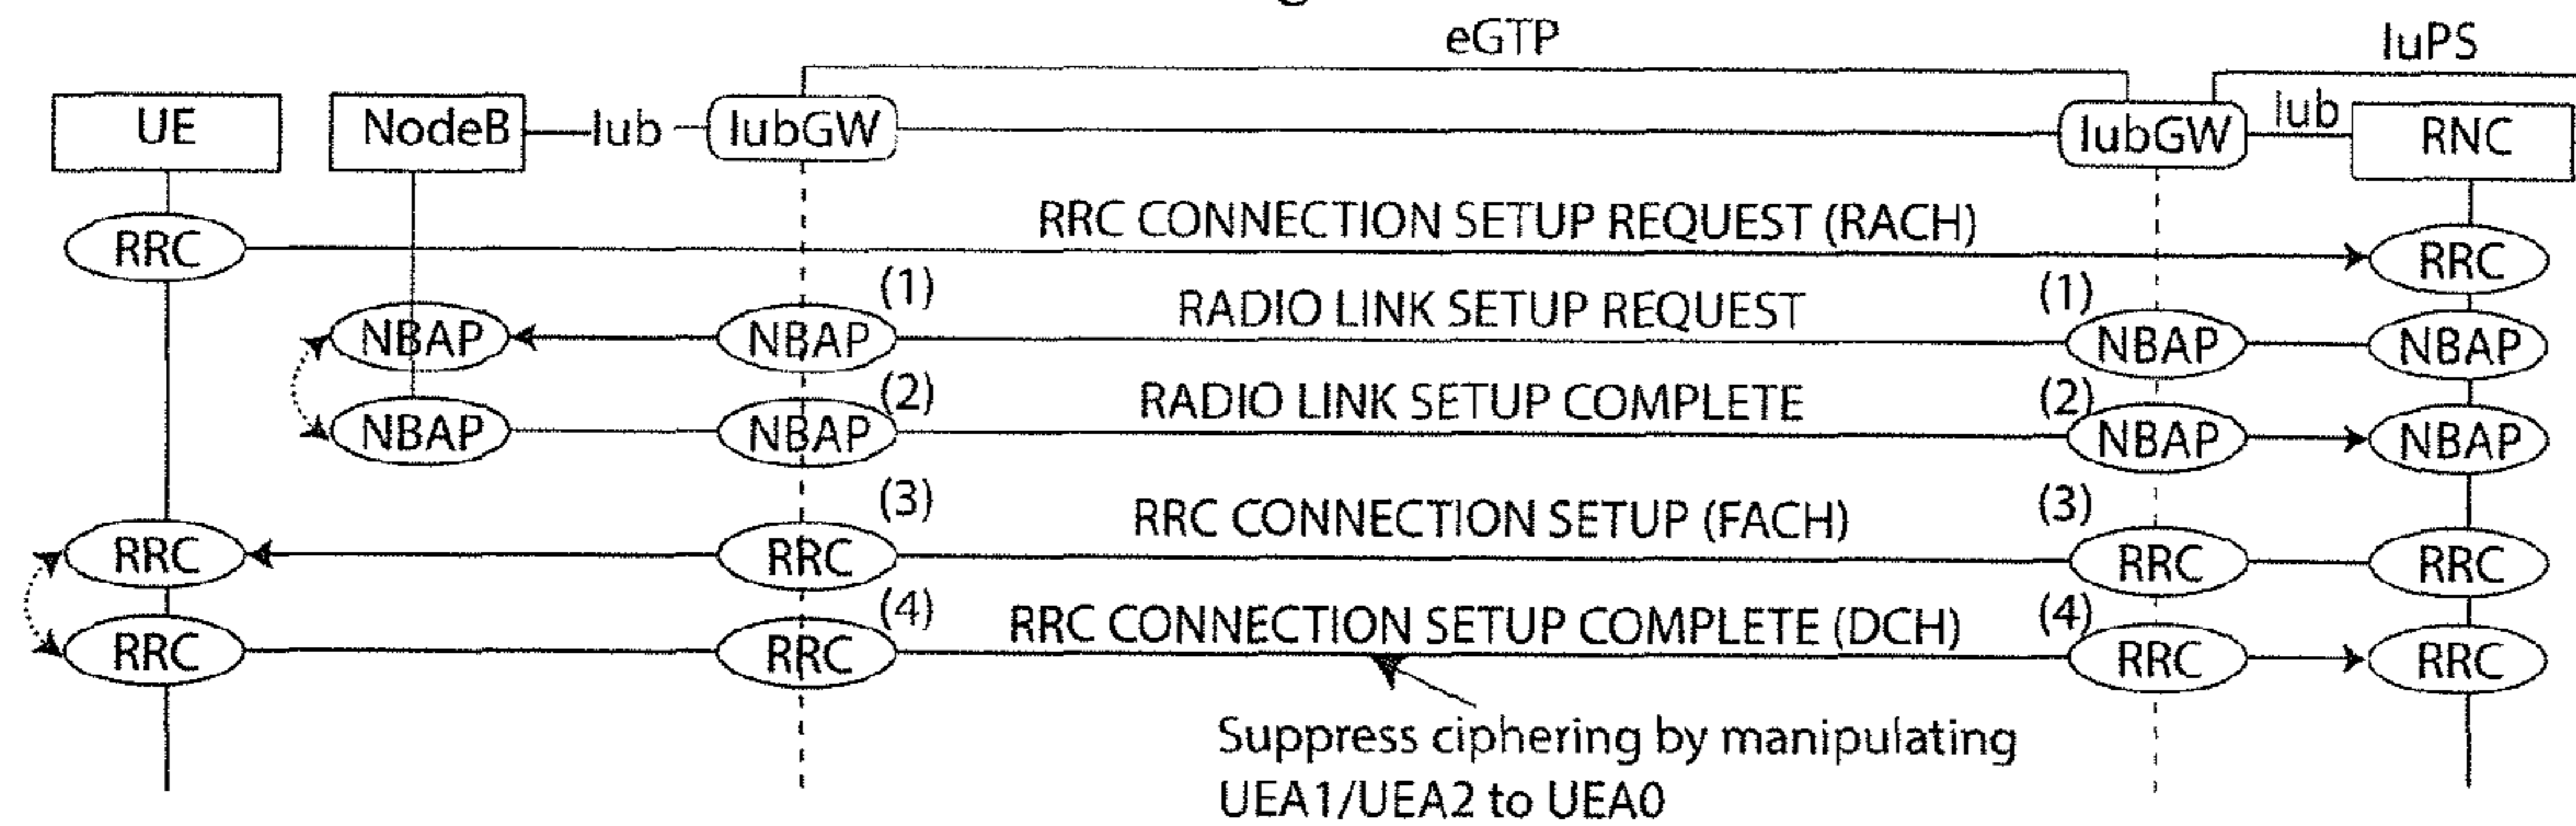 eGTP
IuPS
UE NodeB Iub IubGW IubGW Iub RNC
RRC CONNECTION SETUP REQUEST (RACH)
RRC RRC
(1) RADIO LINK SETUP REQUEST (1)
NBAP NBAP NBAP NBAP
(2) RADIO LINK SETUP COMPLETE (2)
NBAP NBAP NBAP NBAP
(3) RRC CONNECTION SETUP (FACH) (3)
RRC RRC RRC RRC
(4) RRC CONNECTION SETUP COMPLETE (DCH) (4)
RRC RRC RRC RRC
Suppress ciphering by manipulating
UEA1/UEA2 to UEA0